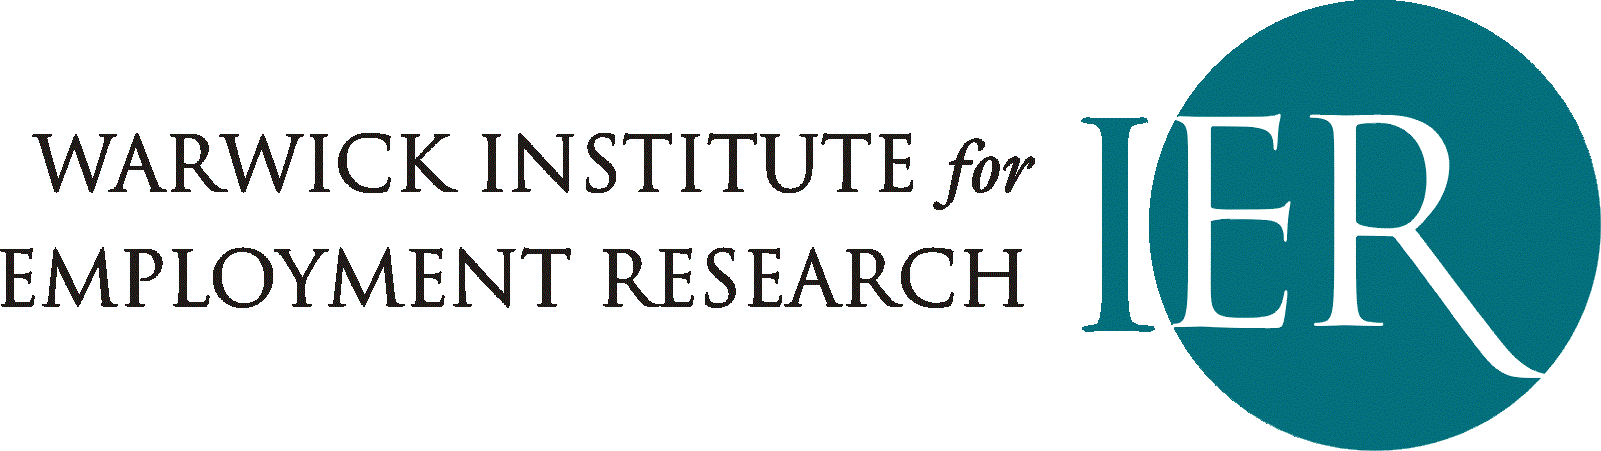 WARWICK INSTITUTE for
EMPLOYMENT RESEARCH
IER